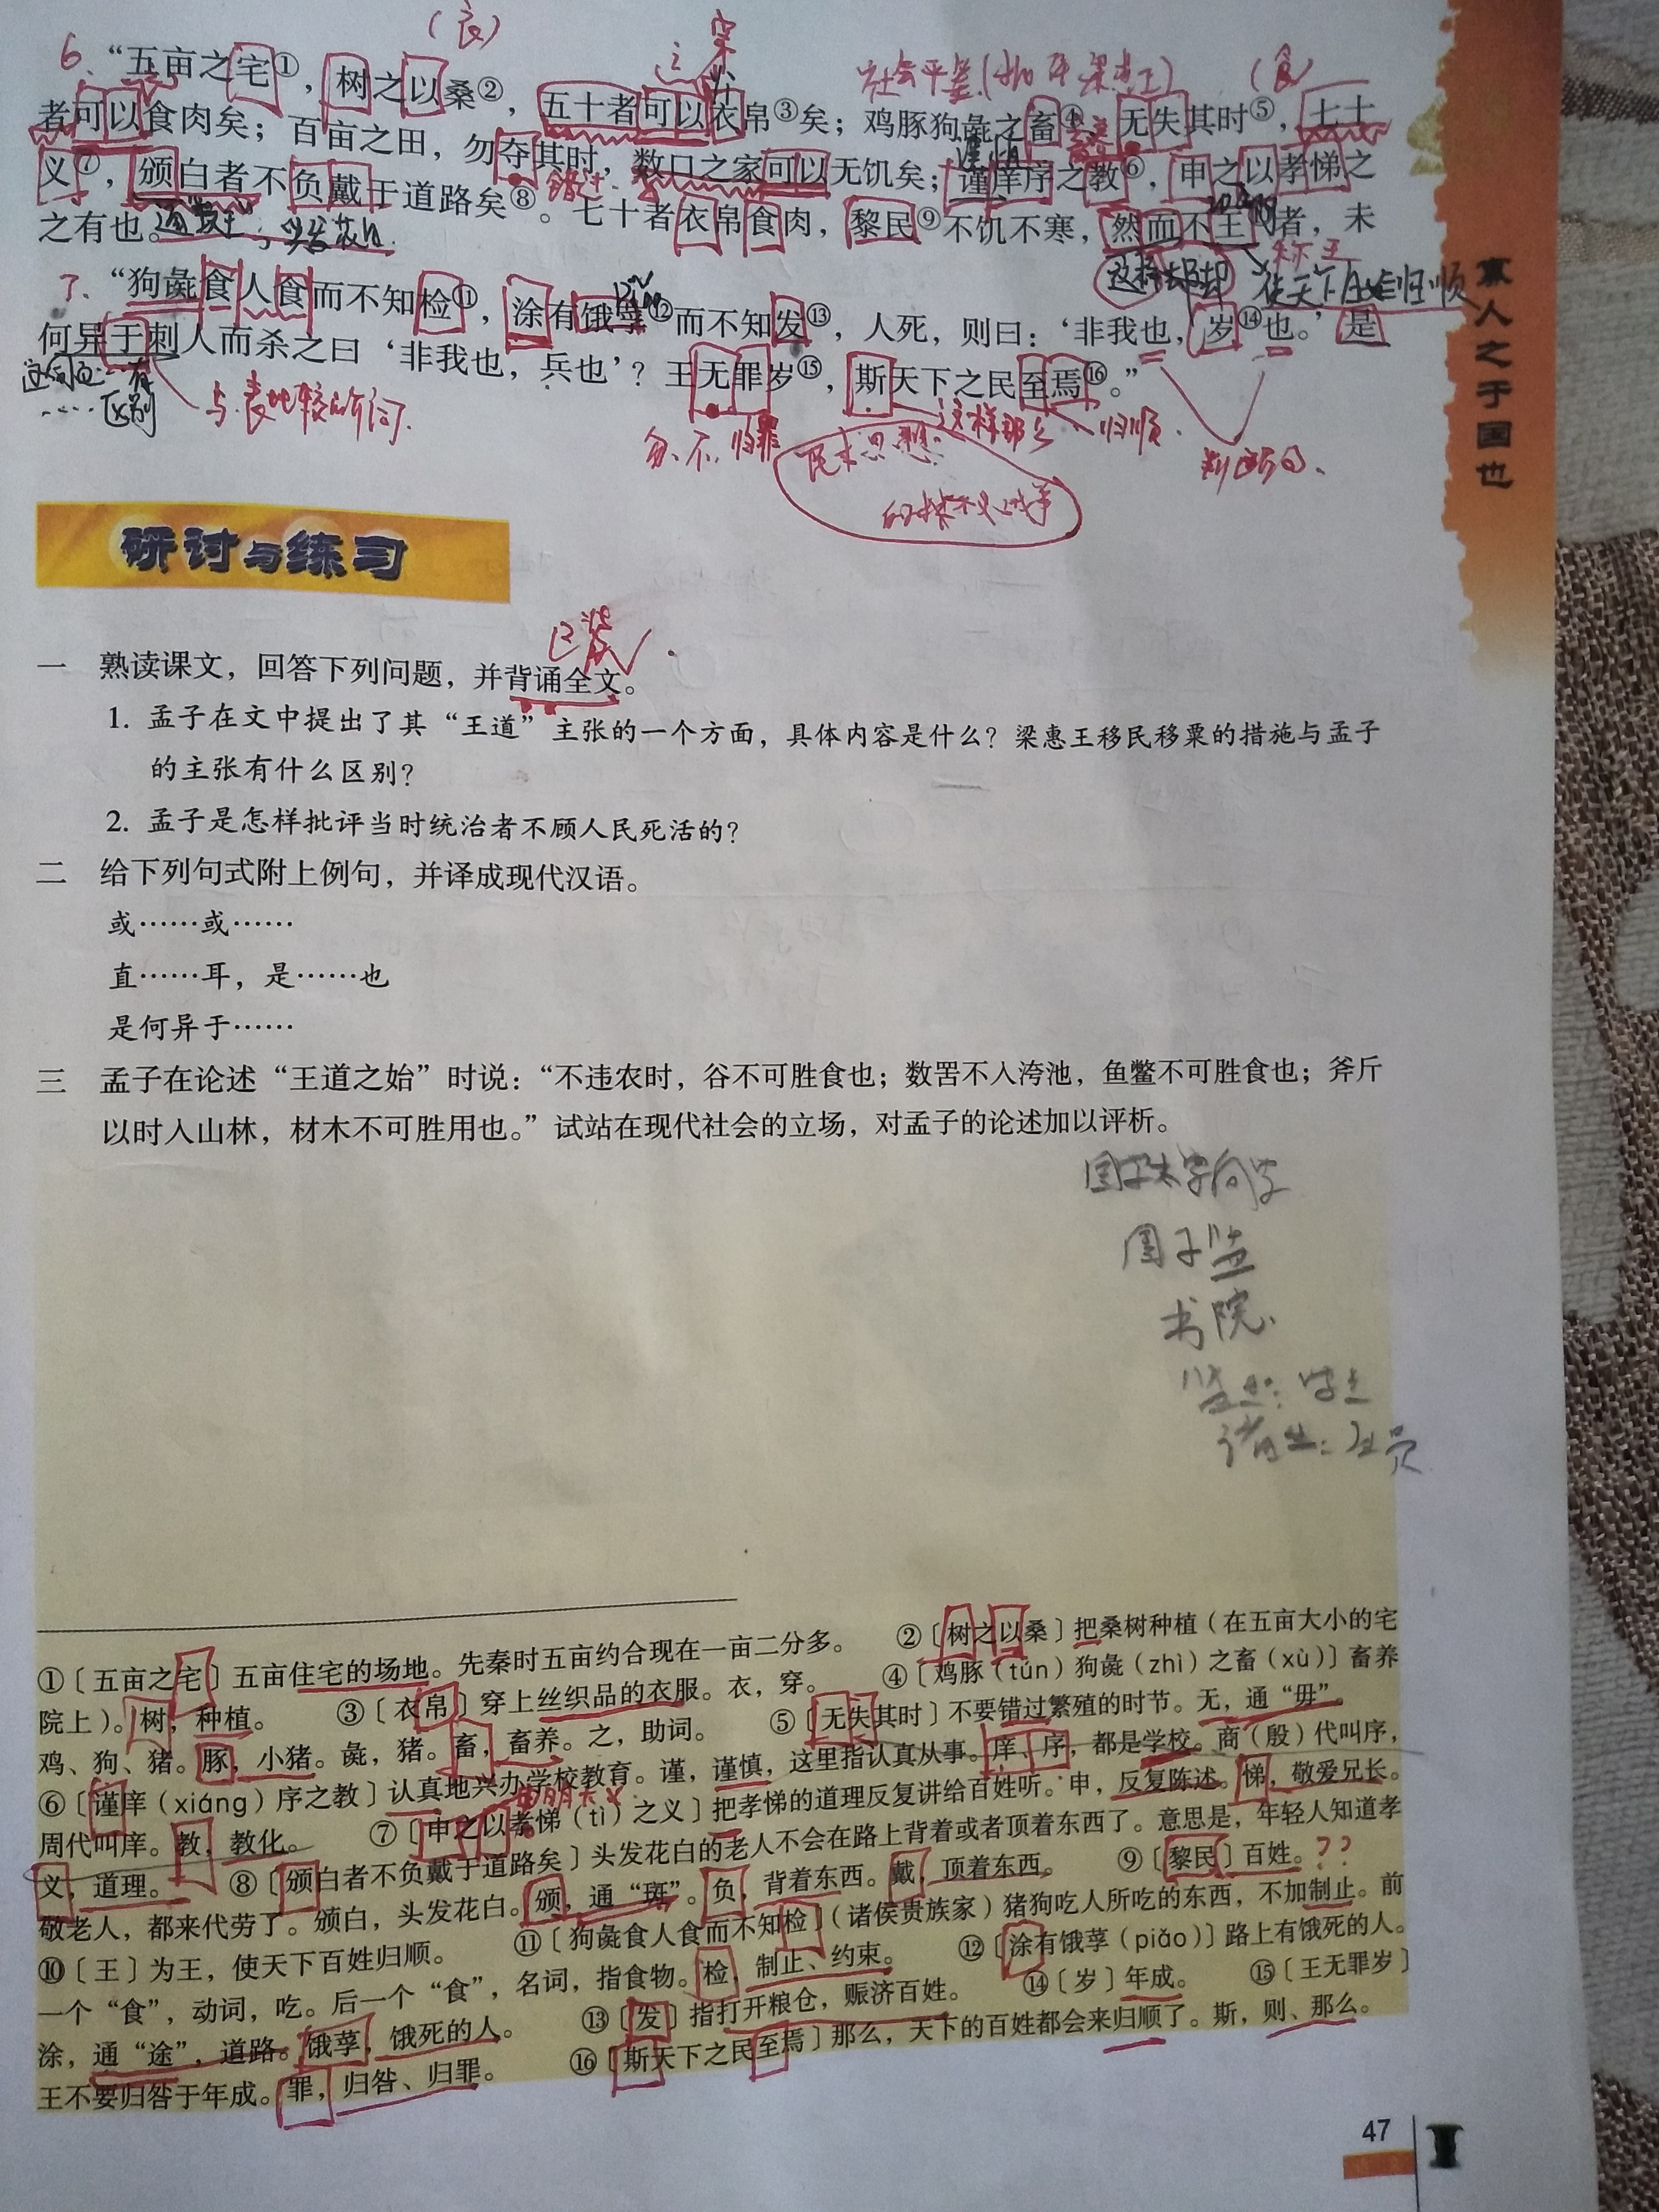 （衣）
6. “五亩之宅①，树之以桑②，五十者可以衣帛③矣；鸡豚狗彘之畜④，无失其时⑤，七十
者可以食肉矣；百亩之田，勿夺其时，数口之家可以无饥矣；谨庠序之教⑥，申之以孝悌之
义⑦，颁白者不负戴于道路矣⑧。七十者衣帛食肉，黎民⑨不饥不寒，然而不王⑩者，未
之有也。
错过
称王
使天下百姓归顺
7. “狗彘食人食而不知检⑪，涂有饿莩⑫而不知发⑬，人死，则曰：‘非我也，岁⑭也。’是
何异于刺人而杀之曰‘非我也，兵也’？王无罪岁⑮，斯天下之民至焉⑯。”
勿、不 归罪
这样那么
归顺
判断句
民本思想
寡人之于国也
研讨与练习
已背
一 熟读课文，回答下列问题，并背诵全文。
1. 孟子在文中提出了其“王道”主张的一个方面，具体内容是什么？梁惠王移民移粟的措施与孟子
的主张有什么区别？
2. 孟子是怎样批评当时统治者不顾人民死活的？
二 给下列句式附上例句，并译成现代汉语。
或……或……
直……耳，是……也
是何异于……
三 孟子在论述“王道之始”时说：“不违农时，谷不可胜食也；数罟不入洿池，鱼鳖不可胜食也；斧斤
以时入山林，材木不可胜用也。”试站在现代社会的立场，对孟子的论述加以评析。
国子监
书院
①〔五亩之宅〕五亩住宅的场地。先秦时五亩约合现在一亩二分多。 ②〔树之以桑〕把桑树种植（在五亩大小的宅
院上）。树，种植。 ③〔衣帛〕穿上丝织品的衣服。衣，穿。 ④〔鸡豚（tún）狗彘（zhì）之畜（xù）〕畜养
鸡、狗、猪。豚，小猪。彘，猪。畜，畜养。之，助词。 ⑤〔无失其时〕不要错过繁殖的时节。无，通“毋”。
⑥〔谨庠（xiáng）序之教〕认真地兴办学校教育。谨，谨慎，这里指认真从事。庠、序，都是学校。商（殷）代叫序，
周代叫庠。教，教化。 ⑦〔申之以孝悌（tì）之义〕把孝悌的道理反复讲给百姓听。申，反复陈述。悌，敬爱兄长。
义，道理。 ⑧〔颁白者不负戴于道路矣〕头发花白的老人不会在路上背着或者顶着东西了。意思是，年轻人知道孝
敬老人，都来代劳了。颁白，头发花白。颁，通“斑”。负，背着东西。戴，顶着东西。 ⑨〔黎民〕百姓。??
⑩〔王〕为王，使天下百姓归顺。 ⑪〔狗彘食人食而不知检〕（诸侯贵族家）猪狗吃人所吃的东西，不加制止。前
一个“食”，动词，吃。后一个“食”，名词，指食物。检，制止、约束。 ⑫〔涂有饿莩（piǎo）〕路上有饿死的人。
涂，通“途”，道路。饿莩，饿死的人。 ⑬〔发〕指打开粮仓，赈济百姓。 ⑭〔岁〕年成。 ⑮〔王无罪岁〕
王不要归咎于年成。罪，归咎、归罪。 ⑯〔斯天下之民至焉〕那么，天下的百姓都会来归顺了。斯，则、那么。
47